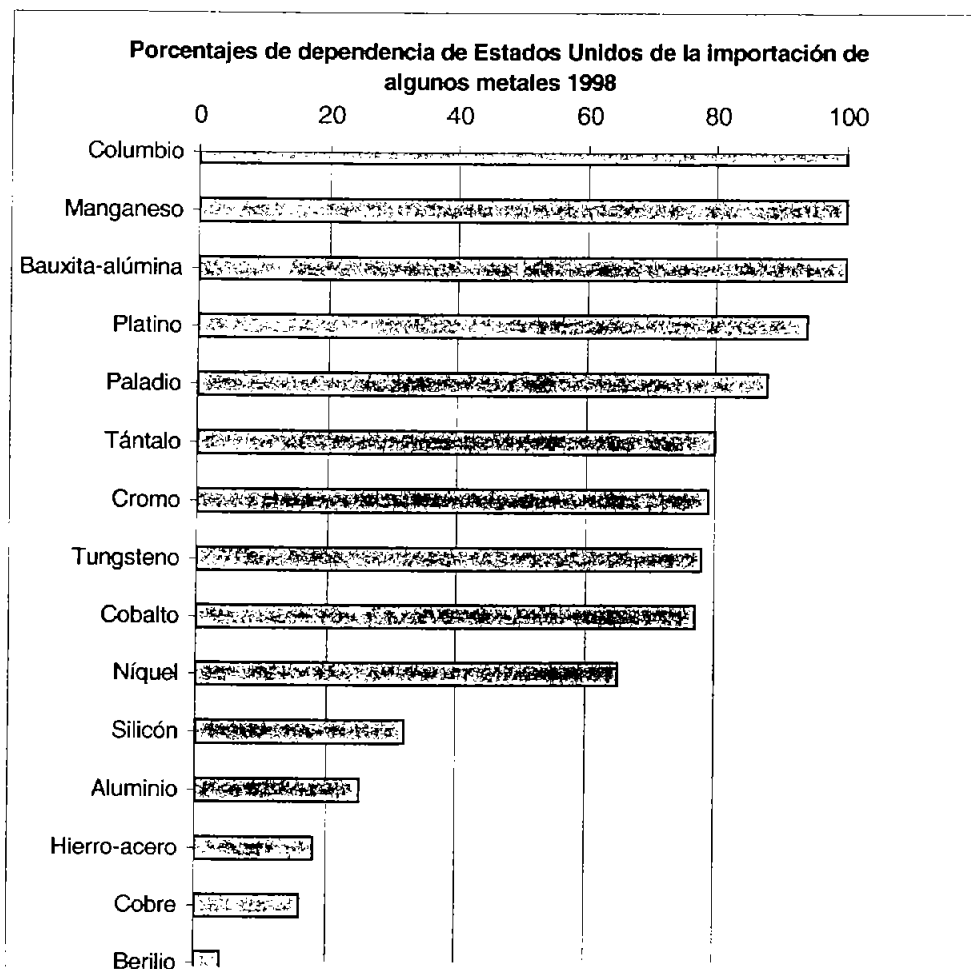 Porcentajes de dependencia de Estados Unidos de la importación de
algunos metales 1998
0 20 40 60 80 100
Columbio
Manganeso
Bauxita-alúmina
Platino
Paladio
Tántalo
Cromo
Tungsteno
Cobalto
Níquel
Silicón
Aluminio
Hierro-acero
Cobre
Berilio